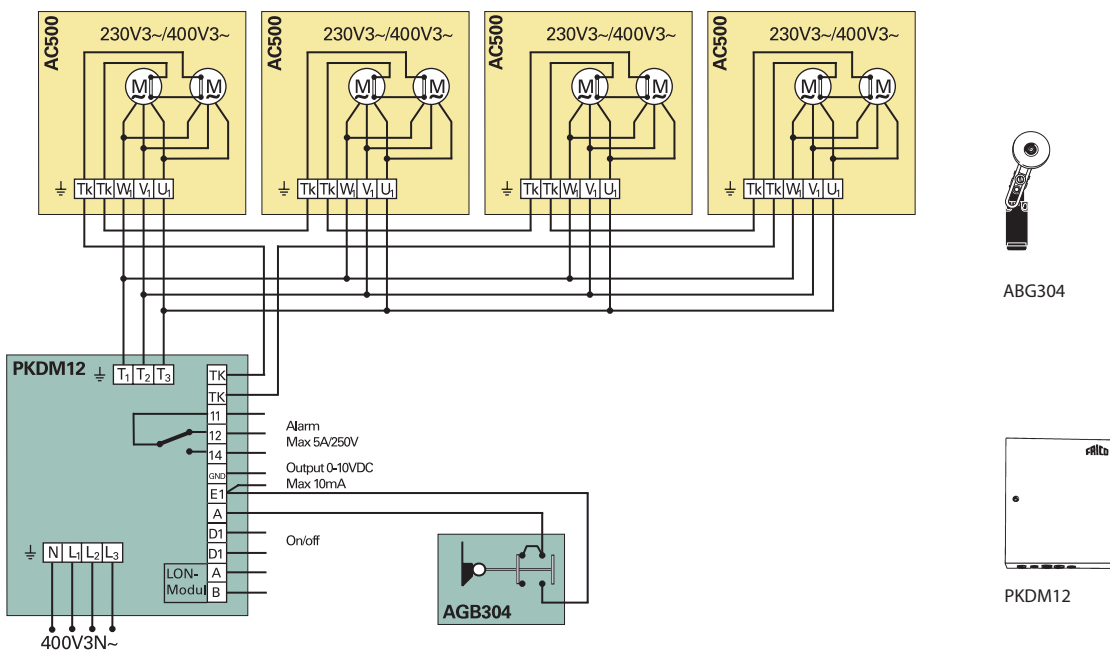 AC500
230V3~/400V3~
M
M
Tk Tk W1 V1 U1
AC500
230V3~/400V3~
M
M
Tk Tk W1 V1 U1
AC500
230V3~/400V3~
M
M
Tk Tk W1 V1 U1
AC500
230V3~/400V3~
M
M
Tk Tk W1 V1 U1
ABG304
PKDM12
T1 T2 T3
TK
TK
11
12
14
GND
E1
A
D1
D1
A
B
LON-
Modul
Alarm
Max 5A/250V
Output 0-10VDC
Max 10mA
On/off
N L1 L2 L3
400V3N~
AGB304
FRICO
PKDM12